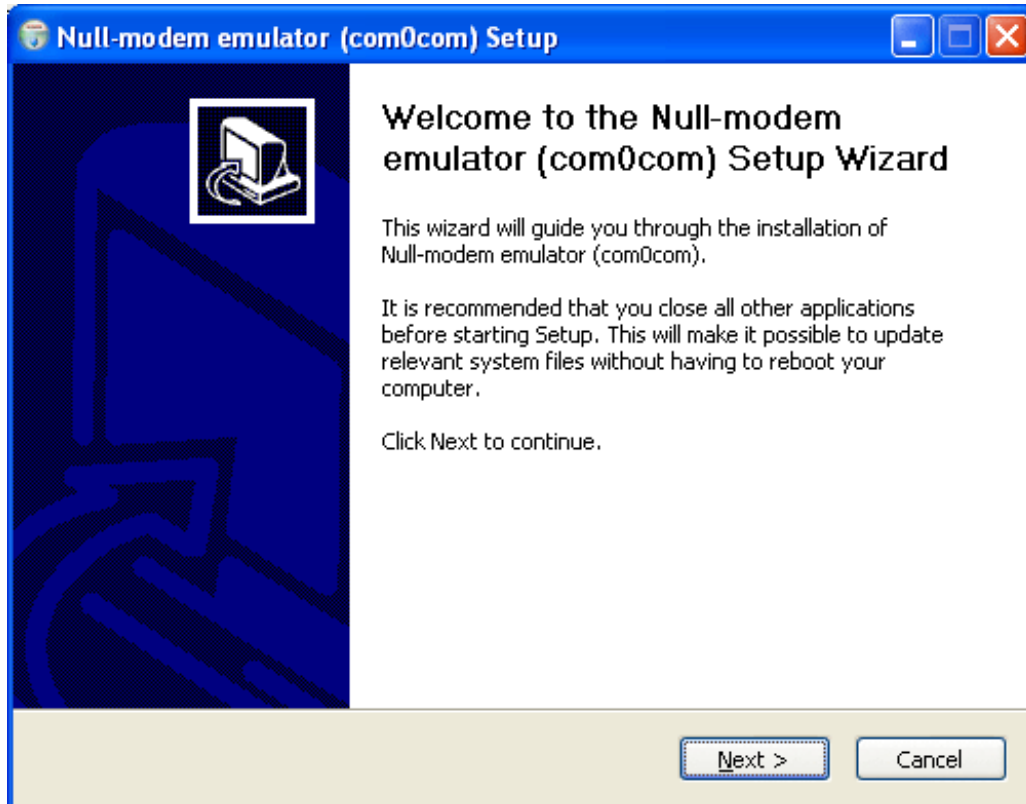 Null-modem emulator (com0com) Setup
Welcome to the Null-modem
emulator (com0com) Setup Wizard
This wizard will guide you through the installation of
Null-modem emulator (com0com).
It is recommended that you close all other applications
before starting Setup. This will make it possible to update
relevant system files without having to reboot your
computer.
Click Next to continue.
Next >
Cancel